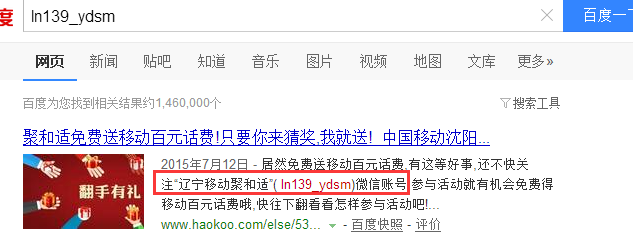 度 ln139_ydsm 百度一下
网页 新闻 贴吧 知道 音乐 图片 视频 地图 文库 更多»
百度为您找到相关结果约1,460,000个 搜索工具
聚和适免费送移动百元话费!只要你来猜奖,我就送! 中国移动沈阳...
翻手有礼
2015年7月12日 - 居然免费送移动百元话费,有这等好事,还不快关
注“辽宁移动聚和适”( ln139_ydsm)微信账号 参与活动就有机会免费得
移动百元话费哦,快往下翻看看怎样参与活动吧!...
www.haokoo.com/else/53... - 百度快照 - 评价